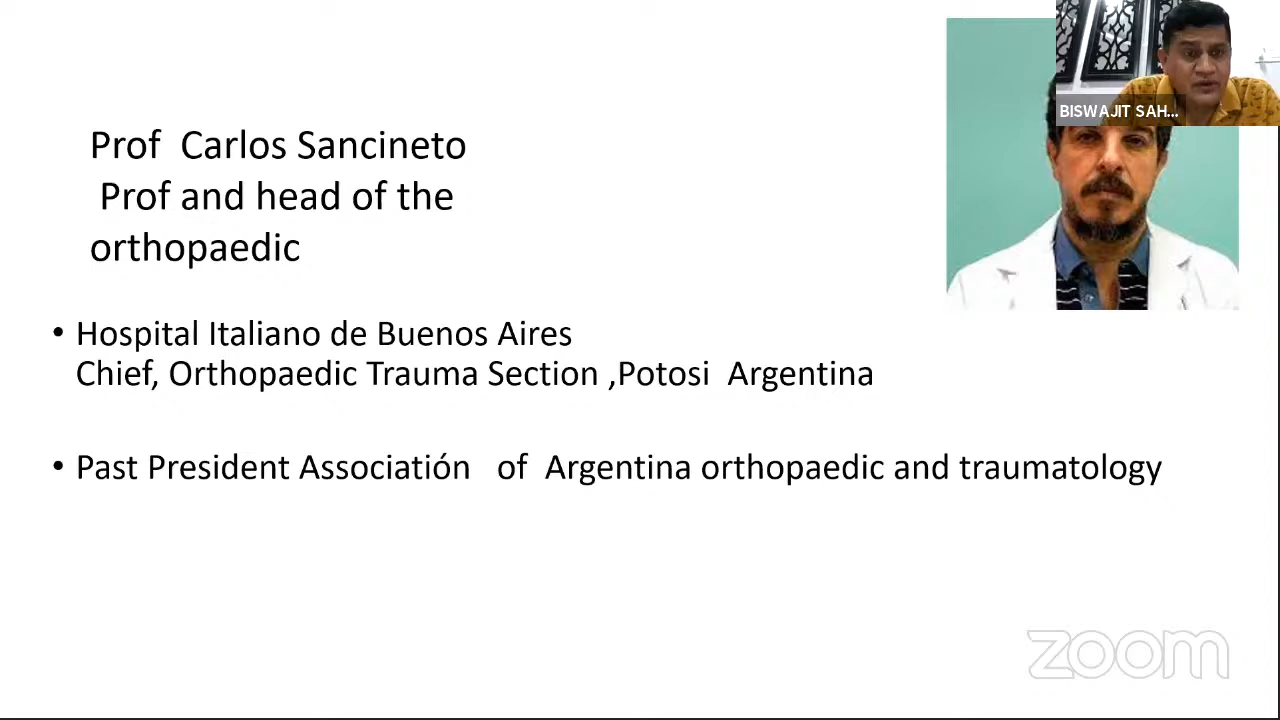 BISWAJIT SAH...
Prof  Carlos Sancineto
Prof and head of the
orthopaedic
• Hospital Italiano de Buenos Aires
Chief, Orthopaedic Trauma Section ,Potosi  Argentina
• Past President Associatión   of  Argentina orthopaedic and traumatology
zoom